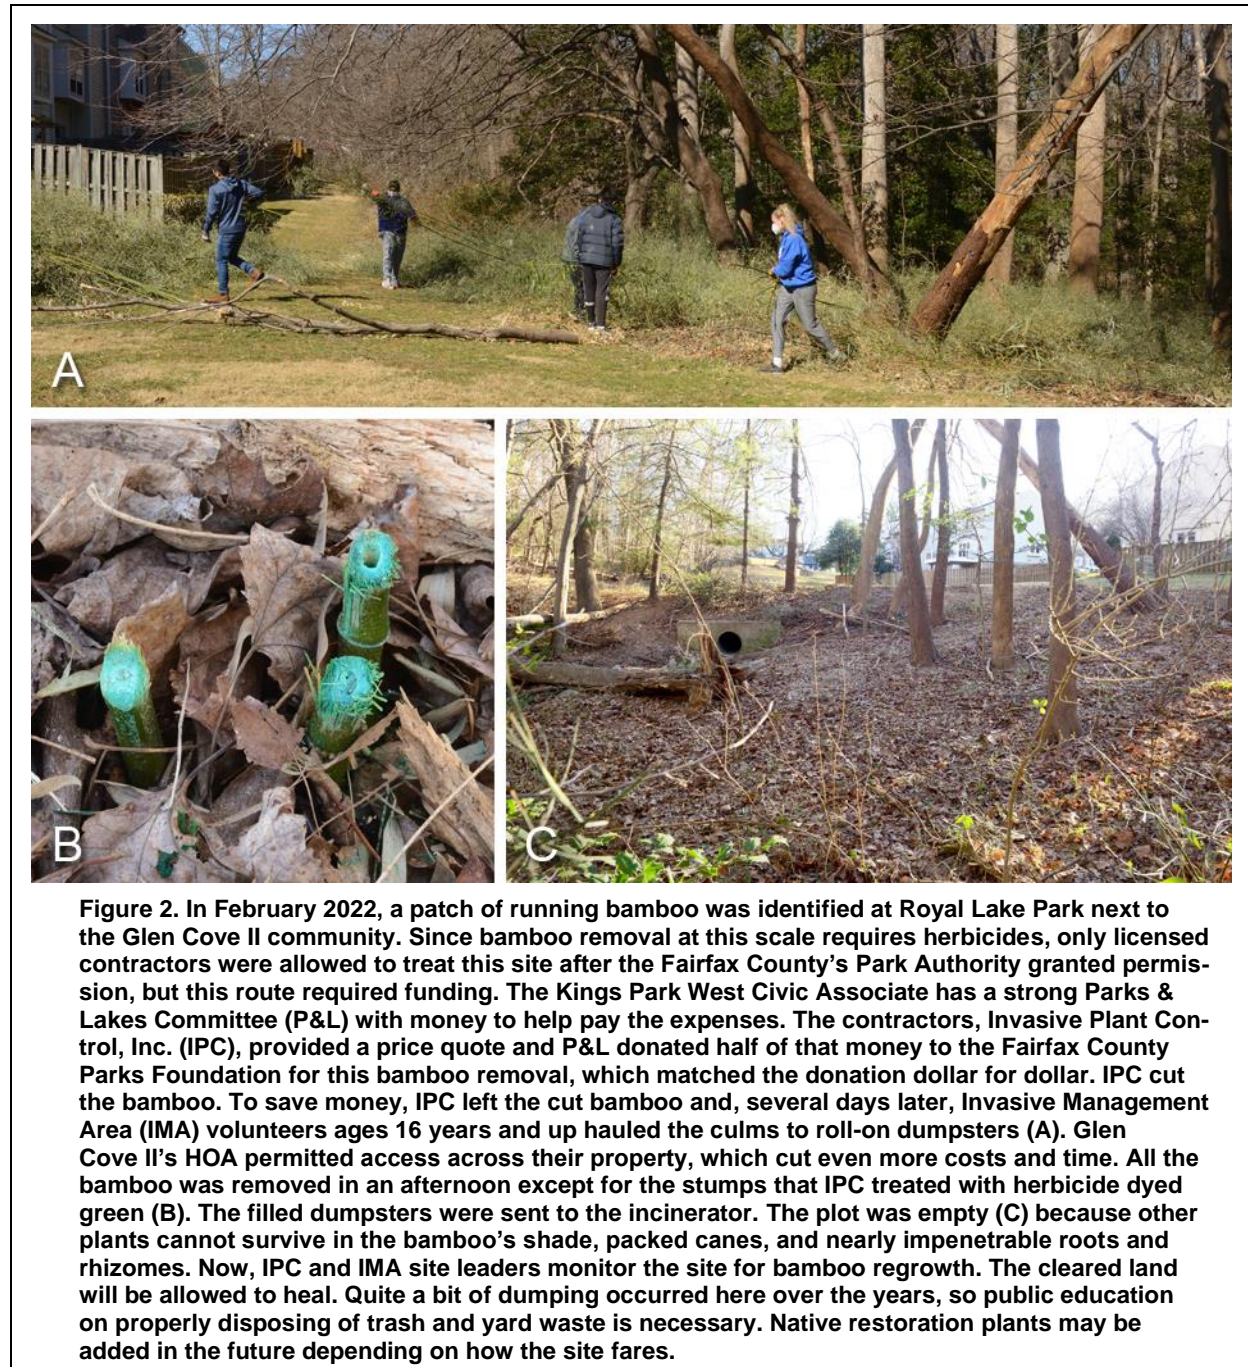 A
B
C
Figure 2. In February 2022, a patch of running bamboo was identified at Royal Lake Park next to
the Glen Cove II community. Since bamboo removal at this scale requires herbicides, only licensed
contractors were allowed to treat this site after the Fairfax County's Park Authority granted permis-
sion, but this route required funding. The Kings Park West Civic Associate has a strong Parks &
Lakes Committee (P&L) with money to help pay the expenses. The contractors, Invasive Plant Con-
trol, Inc. (IPC), provided a price quote and P&L donated half of that money to the Fairfax County
Parks Foundation for this bamboo removal, which matched the donation dollar for dollar. IPC cut
the bamboo. To save money, IPC left the cut bamboo and, several days later, Invasive Management
Area (IMA) volunteers ages 16 years and up hauled the culms to roll-on dumpsters (A). Glen
Cove II's HOA permitted access across their property, which cut even more costs and time. All the
bamboo was removed in an afternoon except for the stumps that IPC treated with herbicide dyed
green (B). The filled dumpsters were sent to the incinerator. The plot was empty (C) because other
plants cannot survive in the bamboo's shade, packed canes, and nearly impenetrable roots and
rhizomes. Now, IPC and IMA site leaders monitor the site for bamboo regrowth. The cleared land
will be allowed to heal. Quite a bit of dumping occurred here over the years, so public education
on properly disposing of trash and yard waste is necessary. Native restoration plants may be
added in the future depending on how the site fares.